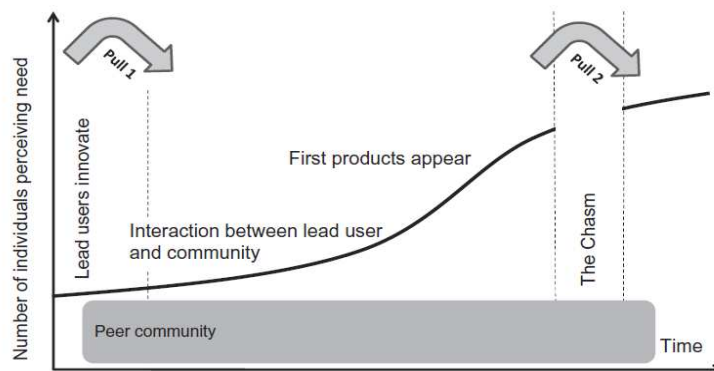 Number of individuals perceiving need
Lead users innovate
Pull 1
Pull 2
First products appear
Interaction between lead user
and community
The Chasm
Peer community
Time